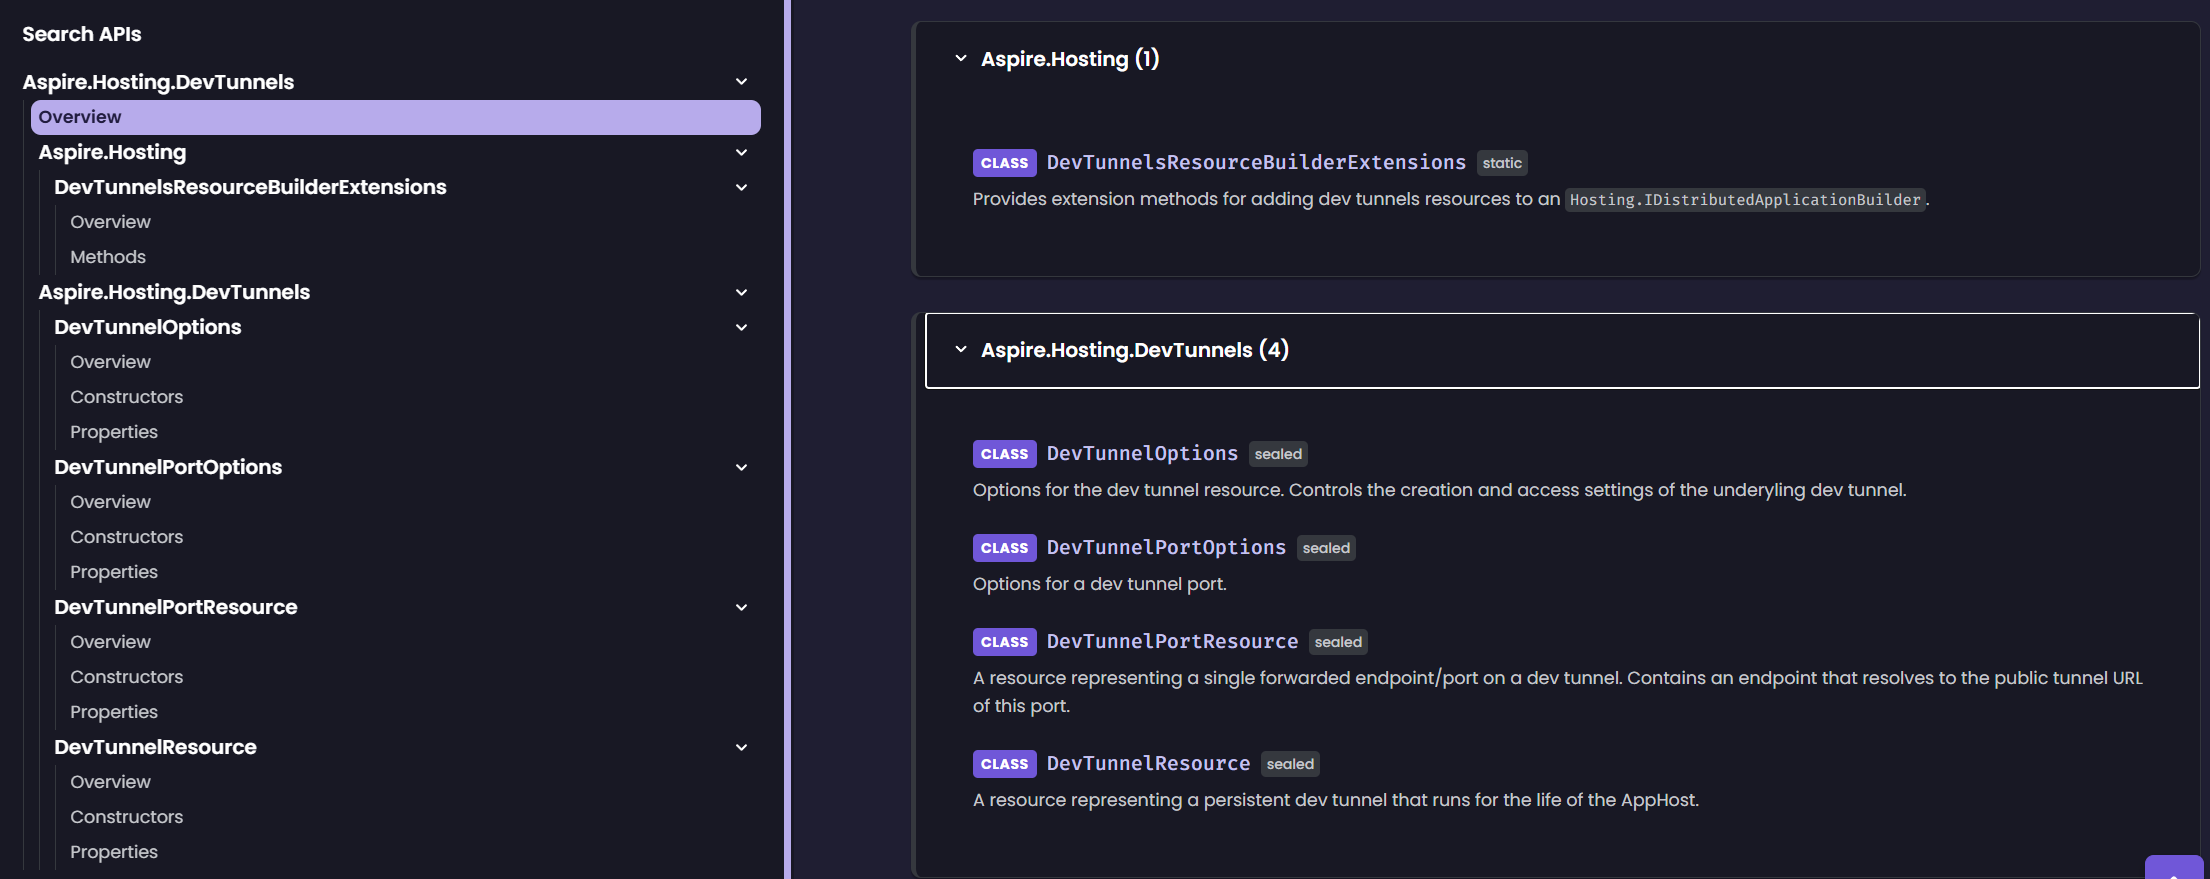 Search APIs
Aspire.Hosting.DevTunnels
Overview
Aspire.Hosting
DevTunnelsResourceBuilderExtensions
Overview
Methods
Aspire.Hosting.DevTunnels
DevTunnelOptions
Overview
Constructors
Properties
DevTunnelPortOptions
Overview
Constructors
Properties
DevTunnelPortResource
Overview
Constructors
Properties
DevTunnelResource
Overview
Constructors
Properties
Aspire.Hosting (1)
CLASS DevTunnelsResourceBuilderExtensions static
Provides extension methods for adding dev tunnels resources to an Hosting.IDistributedApplicationBuilder.
Aspire.Hosting.DevTunnels (4)
CLASS DevTunnelOptions sealed
Options for the dev tunnel resource. Controls the creation and access settings of the underyling dev tunnel.
CLASS DevTunnelPortOptions sealed
Options for a dev tunnel port.
CLASS DevTunnelPortResource sealed
A resource representing a single forwarded endpoint/port on a dev tunnel. Contains an endpoint that resolves to the public tunnel URL
of this port.
CLASS DevTunnelResource sealed
A resource representing a persistent dev tunnel that runs for the life of the AppHost.